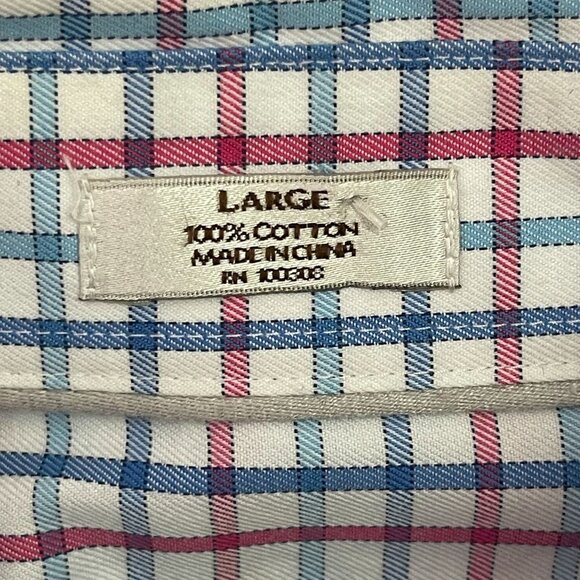 LARGE
100% COTTON
MADE IN CHINA
RN 100308